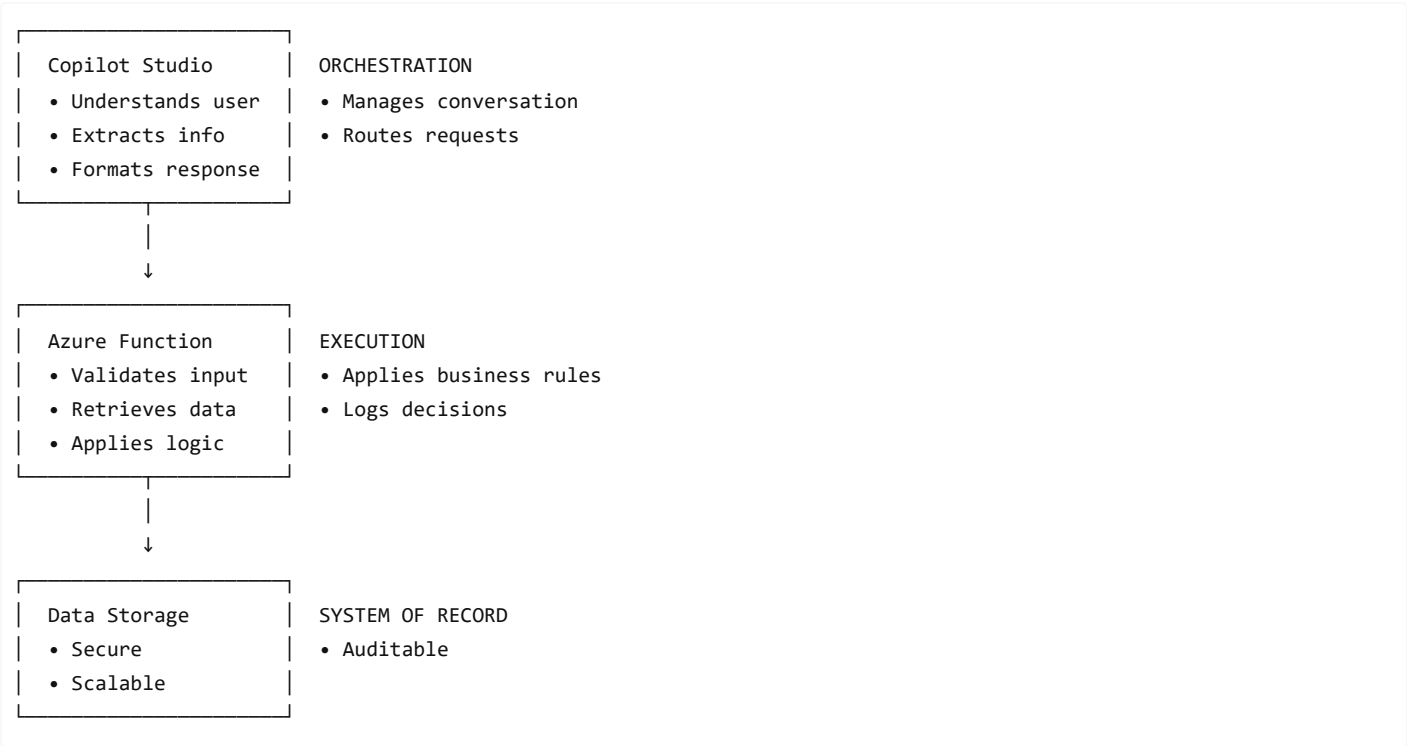 Copilot Studio ORCHESTRATION
• Understands user • Manages conversation
• Extracts info • Routes requests
• Formats response
↓
Azure Function EXECUTION
• Validates input • Applies business rules
• Retrieves data • Logs decisions
• Applies logic
↓
Data Storage SYSTEM OF RECORD
• Secure • Auditable
• Scalable